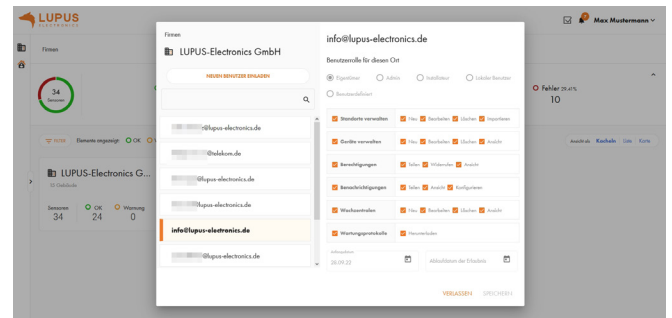 LUPUS
ELECTRONICS
Max Mustermann
Firmen
34
Sensoren
Fehler 29,41%
10
FILTER
Elemente angezeigt:
OK
Ansicht als
Kacheln
Liste
Karte
LUPUS-Electronics G...
10 Gebäude
Sensoren
OK
Warnung
34
24
0
Firmen
LUPUS-Electronics GmbH
NEUEN BENUTZER EINLADEN
@lupus-electronics.de
@telekom.de
@lupus-electronics.de
@lupus-electronics.de
info@lupus-electronics.de
@lupus-electronics.de
info@lupus-electronics.de
Benutzerrolle für diesen Ort
Eigentümer
Admin
Installateur
Lokaler Benutzer
Benutzerdefiniert
Standorte verwalten
Neu
Bearbeiten
Löschen
Importieren
Geräte verwalten
Neu
Bearbeiten
Löschen
Ansicht
Berechtigungen
Teilen
Widerrufen
Ansicht
Benachrichtigungen
Teilen
Ansicht
Konfigurieren
Wachzentralen
Neu
Bearbeiten
Löschen
Ansicht
Wartungsprotokolle
Herunterladen
28.09.22
Ablaufdatum der Erlaubnis
VERLASSEN
SPEICHERN